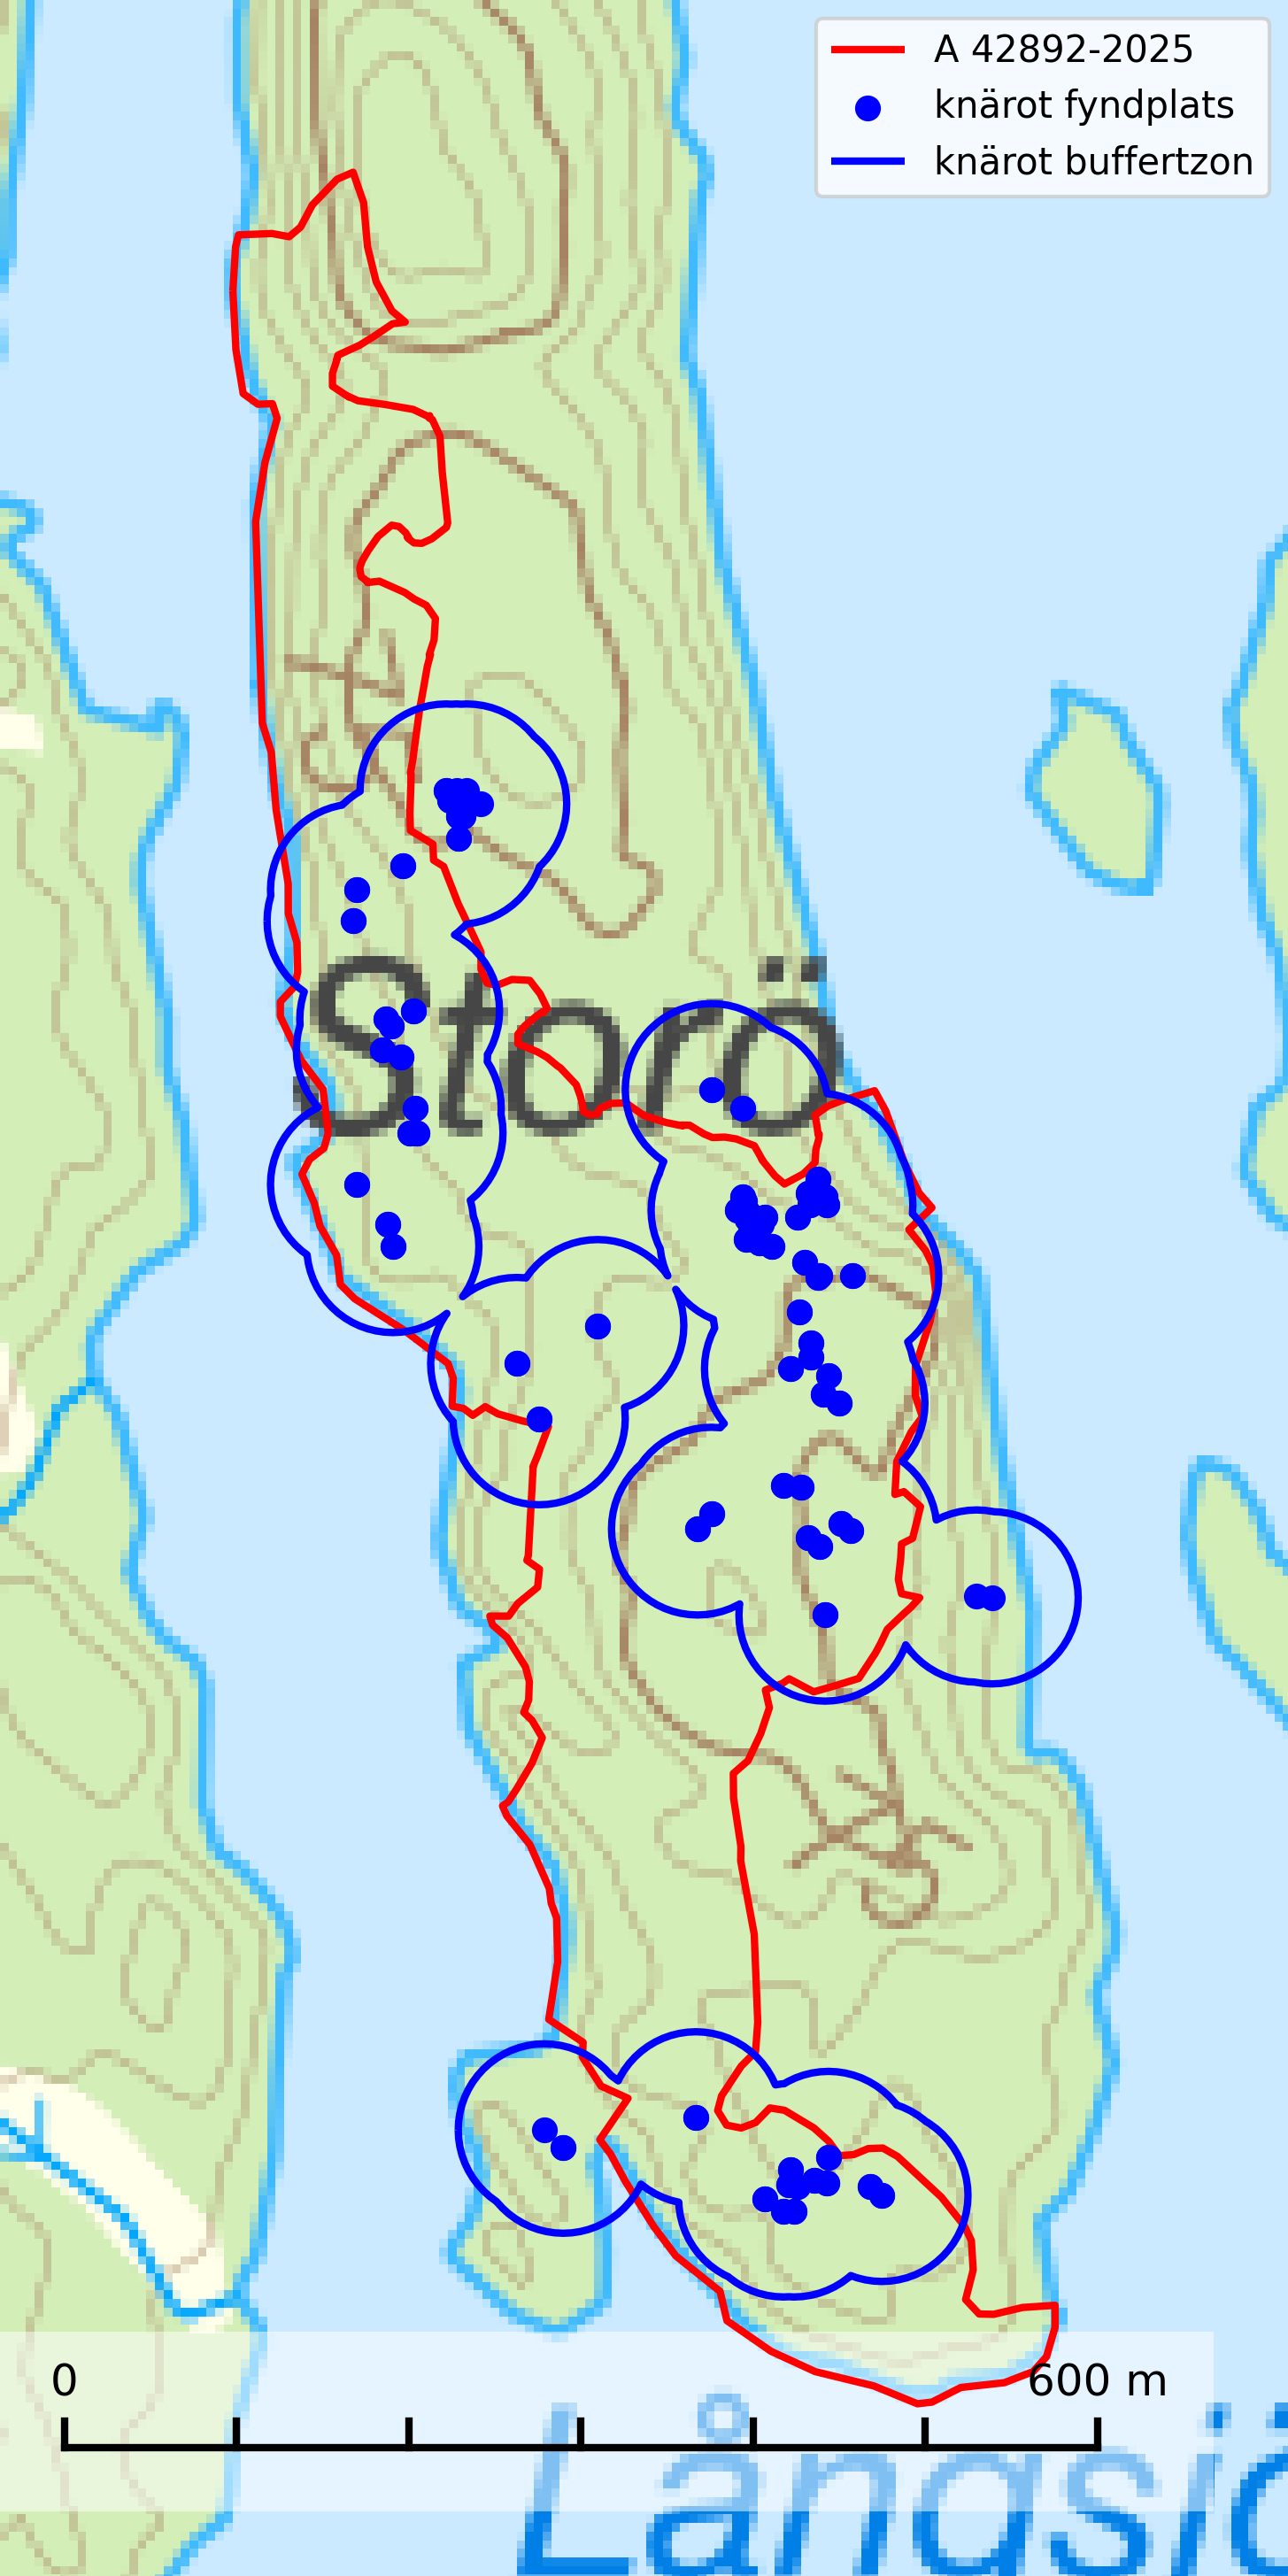 A 42892-2025
knärot fyndplats
knärot buffertzon
Storö
0
600 m